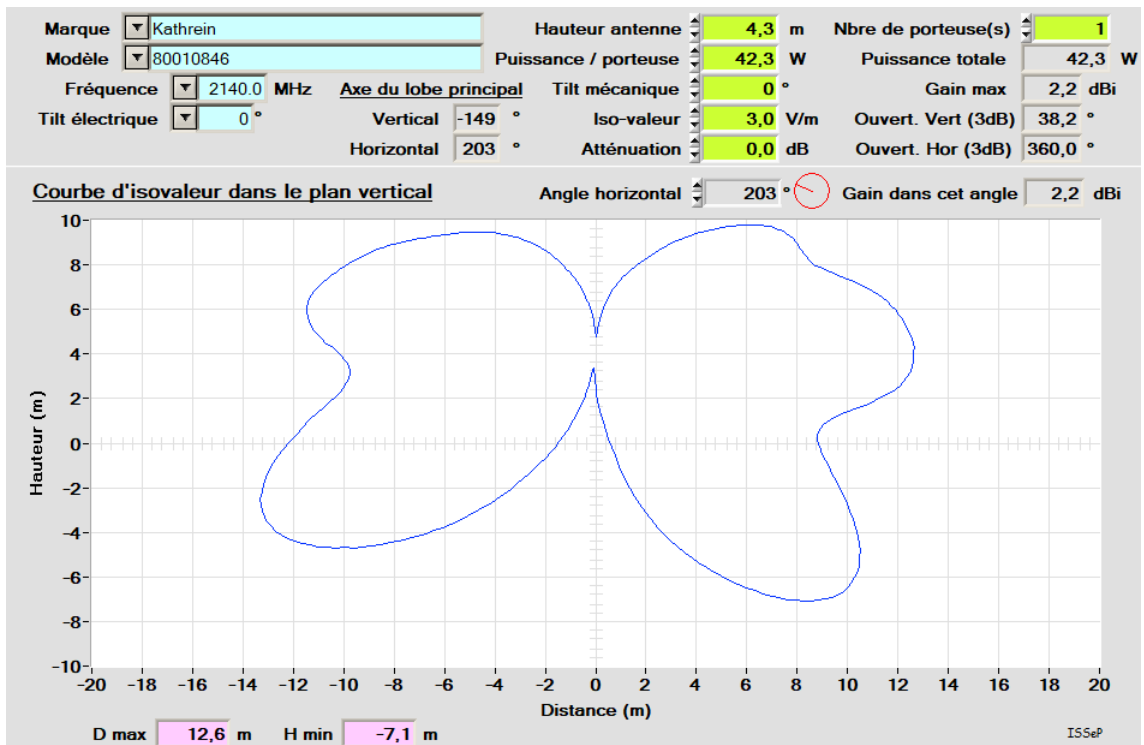 Marque Kathrein Hauteur antenne 4,3 m Nbre de porteuse(s) 1
Modèle 80010846 Puissance / porteuse 42,3 W Puissance totale 42,3 W
Fréquence 2140.0 MHz Axe du lobe principal Tilt mécanique 0 ° Gain max 2,2 dBi
Tilt électrique 0 ° Vertical -149 ° Iso-valeur 3,0 V/m Ouvert. Vert (3dB) 38,2 °
Horizontal 203 ° Atténuation 0,0 dB Ouvert. Hor (3dB) 360,0 °
Courbe d'isovaleur dans le plan vertical Angle horizontal 203 ° Gain dans cet angle 2,2 dBi
10
8
6
4
2
0
-2
-4
-6
-8
-10
Hauteur (m)
-20 -18 -16 -14 -12 -10 -8 -6 -4 -2 0 2 4 6 8 10 12 14 16 18 20
Distance (m)
D max 12,6 m H min -7,1 m ISSeP